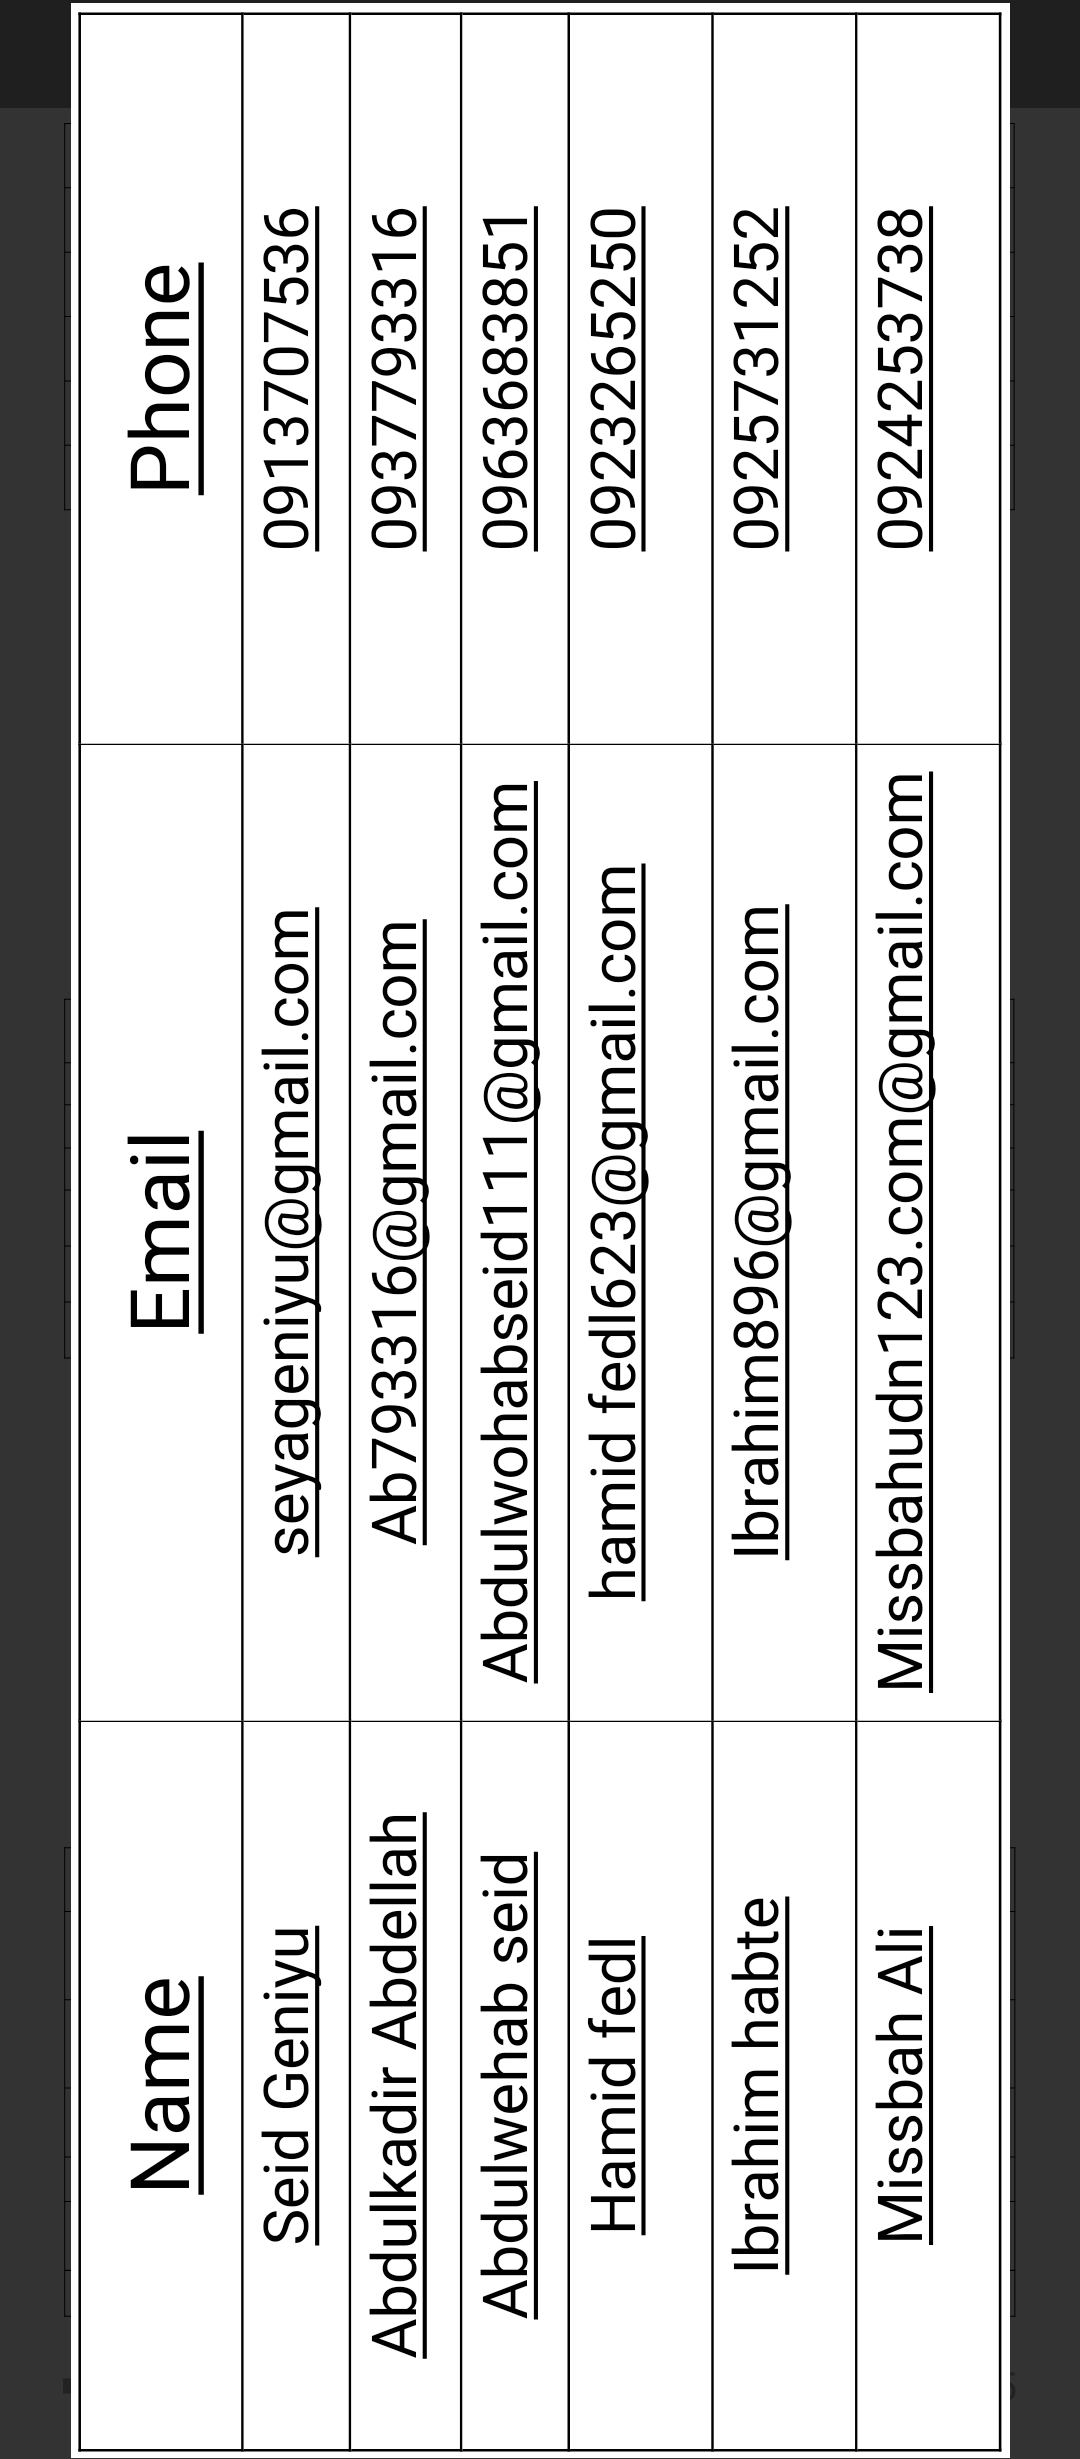 Name Email Phone
Seid Geniyu seyageniyu@gmail.com 0913707536
Abdulkadir Abdellah Ab793316@gmail.com 0937793316
Abdulwehab seid Abdulwohabseid111@gmail.com 0963683851
Hamid fedl hamid fedl623@gmail.com 0923265250
Ibrahim habte Ibrahim896@gmail.com 0925731252
Missbah Ali Missbahudn123.com@gmail.com 0924253738